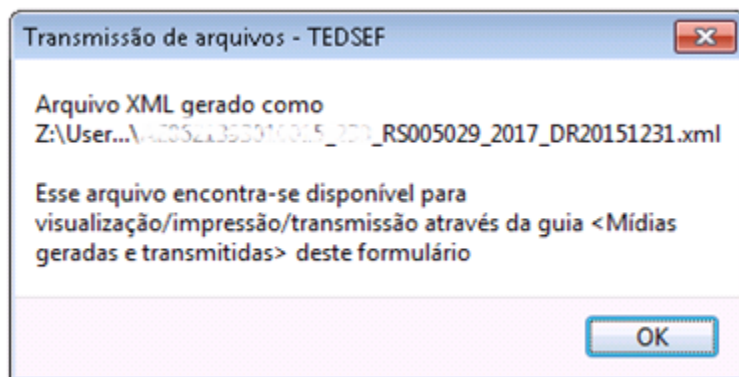 Transmissão de arquivos - TEDSEF
Arquivo XML gerado como
Z:\User...\ _RS005029_2017_DR20151231.xml
Esse arquivo encontra-se disponível para
visualização/impressão/transmissão através da guia <Mídias
geradas e transmitidas> deste formulário
OK